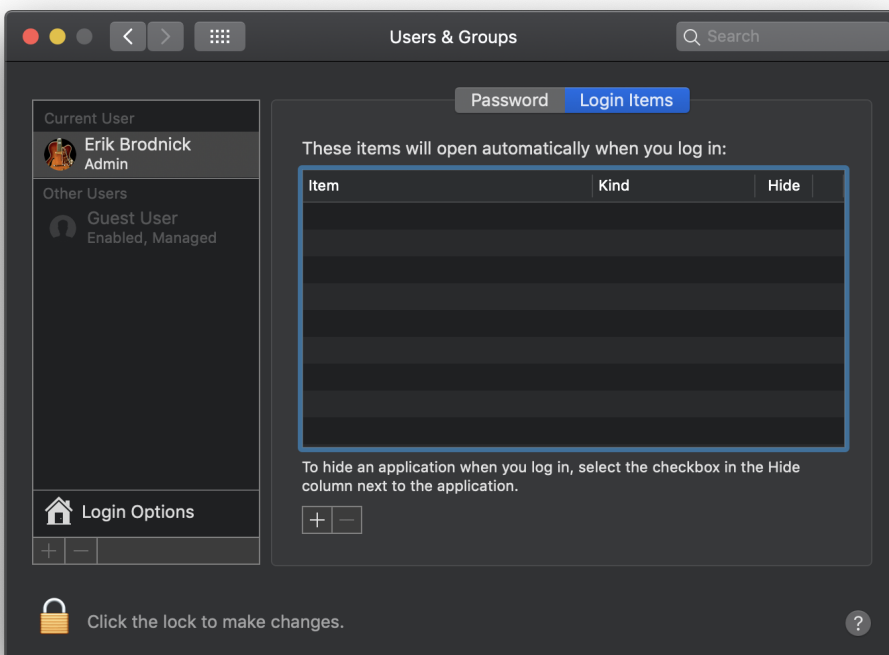 Users & Groups
Search
Password
Login Items
Current User
Erik Brodnick
Admin
Other Users
Guest User
Enabled, Managed
Login Options
These items will open automatically when you log in:
Item Kind Hide
To hide an application when you log in, select the checkbox in the Hide
column next to the application.
Click the lock to make changes.
?